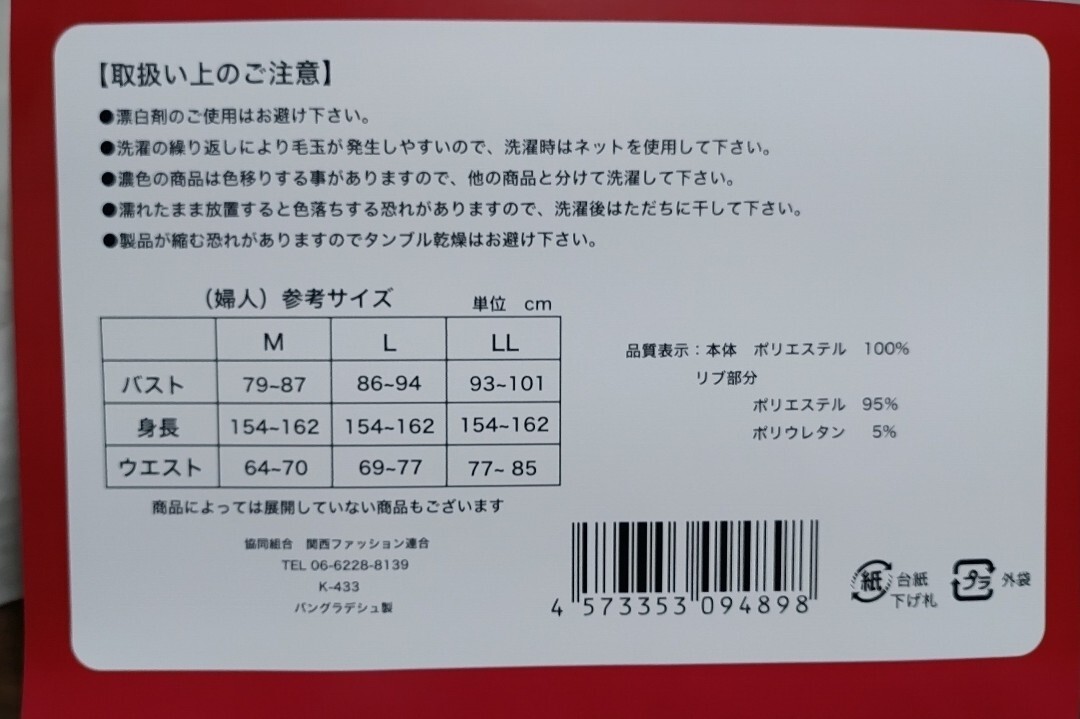 【取扱い上のご注意】
●漂白剤のご使用はお避け下さい。
●洗濯の繰り返しにより毛玉が発生しやすいので、洗濯時はネットを使用して下さい。
●濃色の商品は色移りする事がありますので、他の商品と分けて洗濯して下さい。
●濡れたまま放置すると色落ちする恐れがありますので、洗濯後はただちに干して下さい。
●製品が縮む恐れがありますのでタンブル乾燥はお避け下さい。
（婦人）参考サイズ 単位 cm
M L LL
バスト 79~87 86~94 93~101
身長 154~162 154~162 154~162
ウエスト 64~70 69~77 77~85
商品によっては展開していない商品もございます
協同組合 関西ファッション連合
TEL 06-6228-8139
K-433
バングラデシュ製
品質表示：本体 ポリエステル 100%
リブ部分
ポリエステル 95%
ポリウレタン 5%
4 573353 094898
紙 台紙
下げ札
プラ 外袋